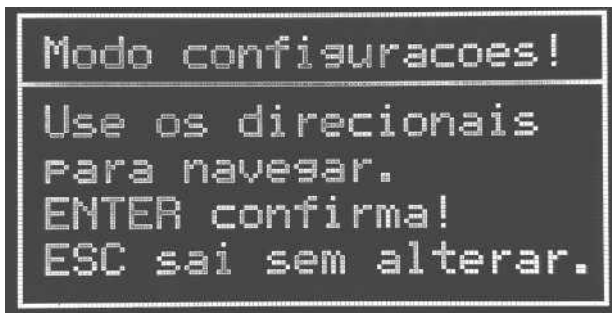 Modo configuracoes!
Use os direcionais
para navegar.
ENTER confirma!
ESC sai sem alterar.